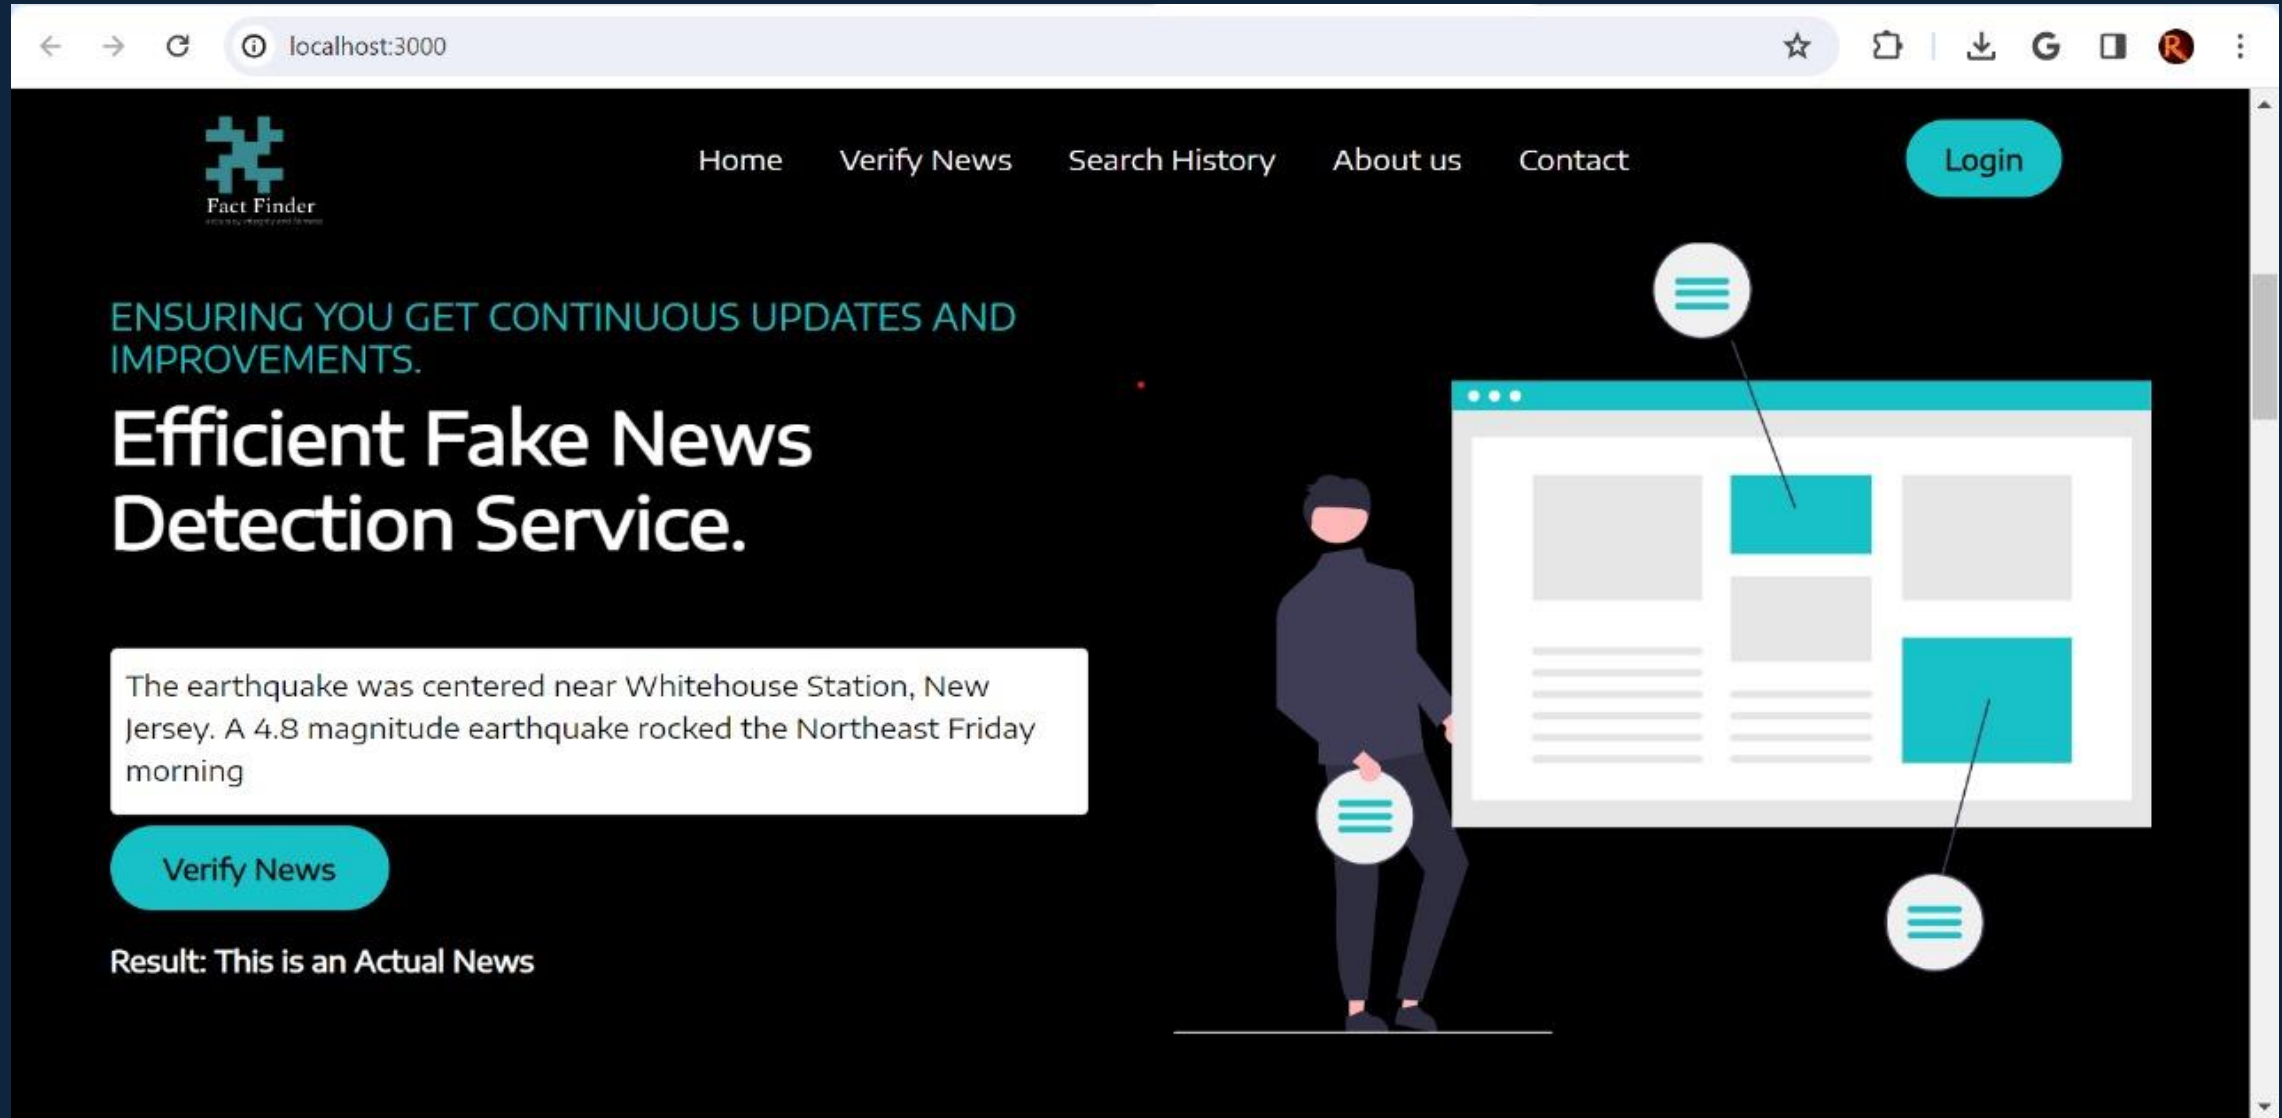 localhost:3000
Fact Finder
Home Verify News Search History About us Contact Login
ENSURING YOU GET CONTINUOUS UPDATES AND
IMPROVEMENTS.
Efficient Fake News
Detection Service.
The earthquake was centered near Whitehouse Station, New
Jersey. A 4.8 magnitude earthquake rocked the Northeast Friday
morning
Verify News
Result: This is an Actual News